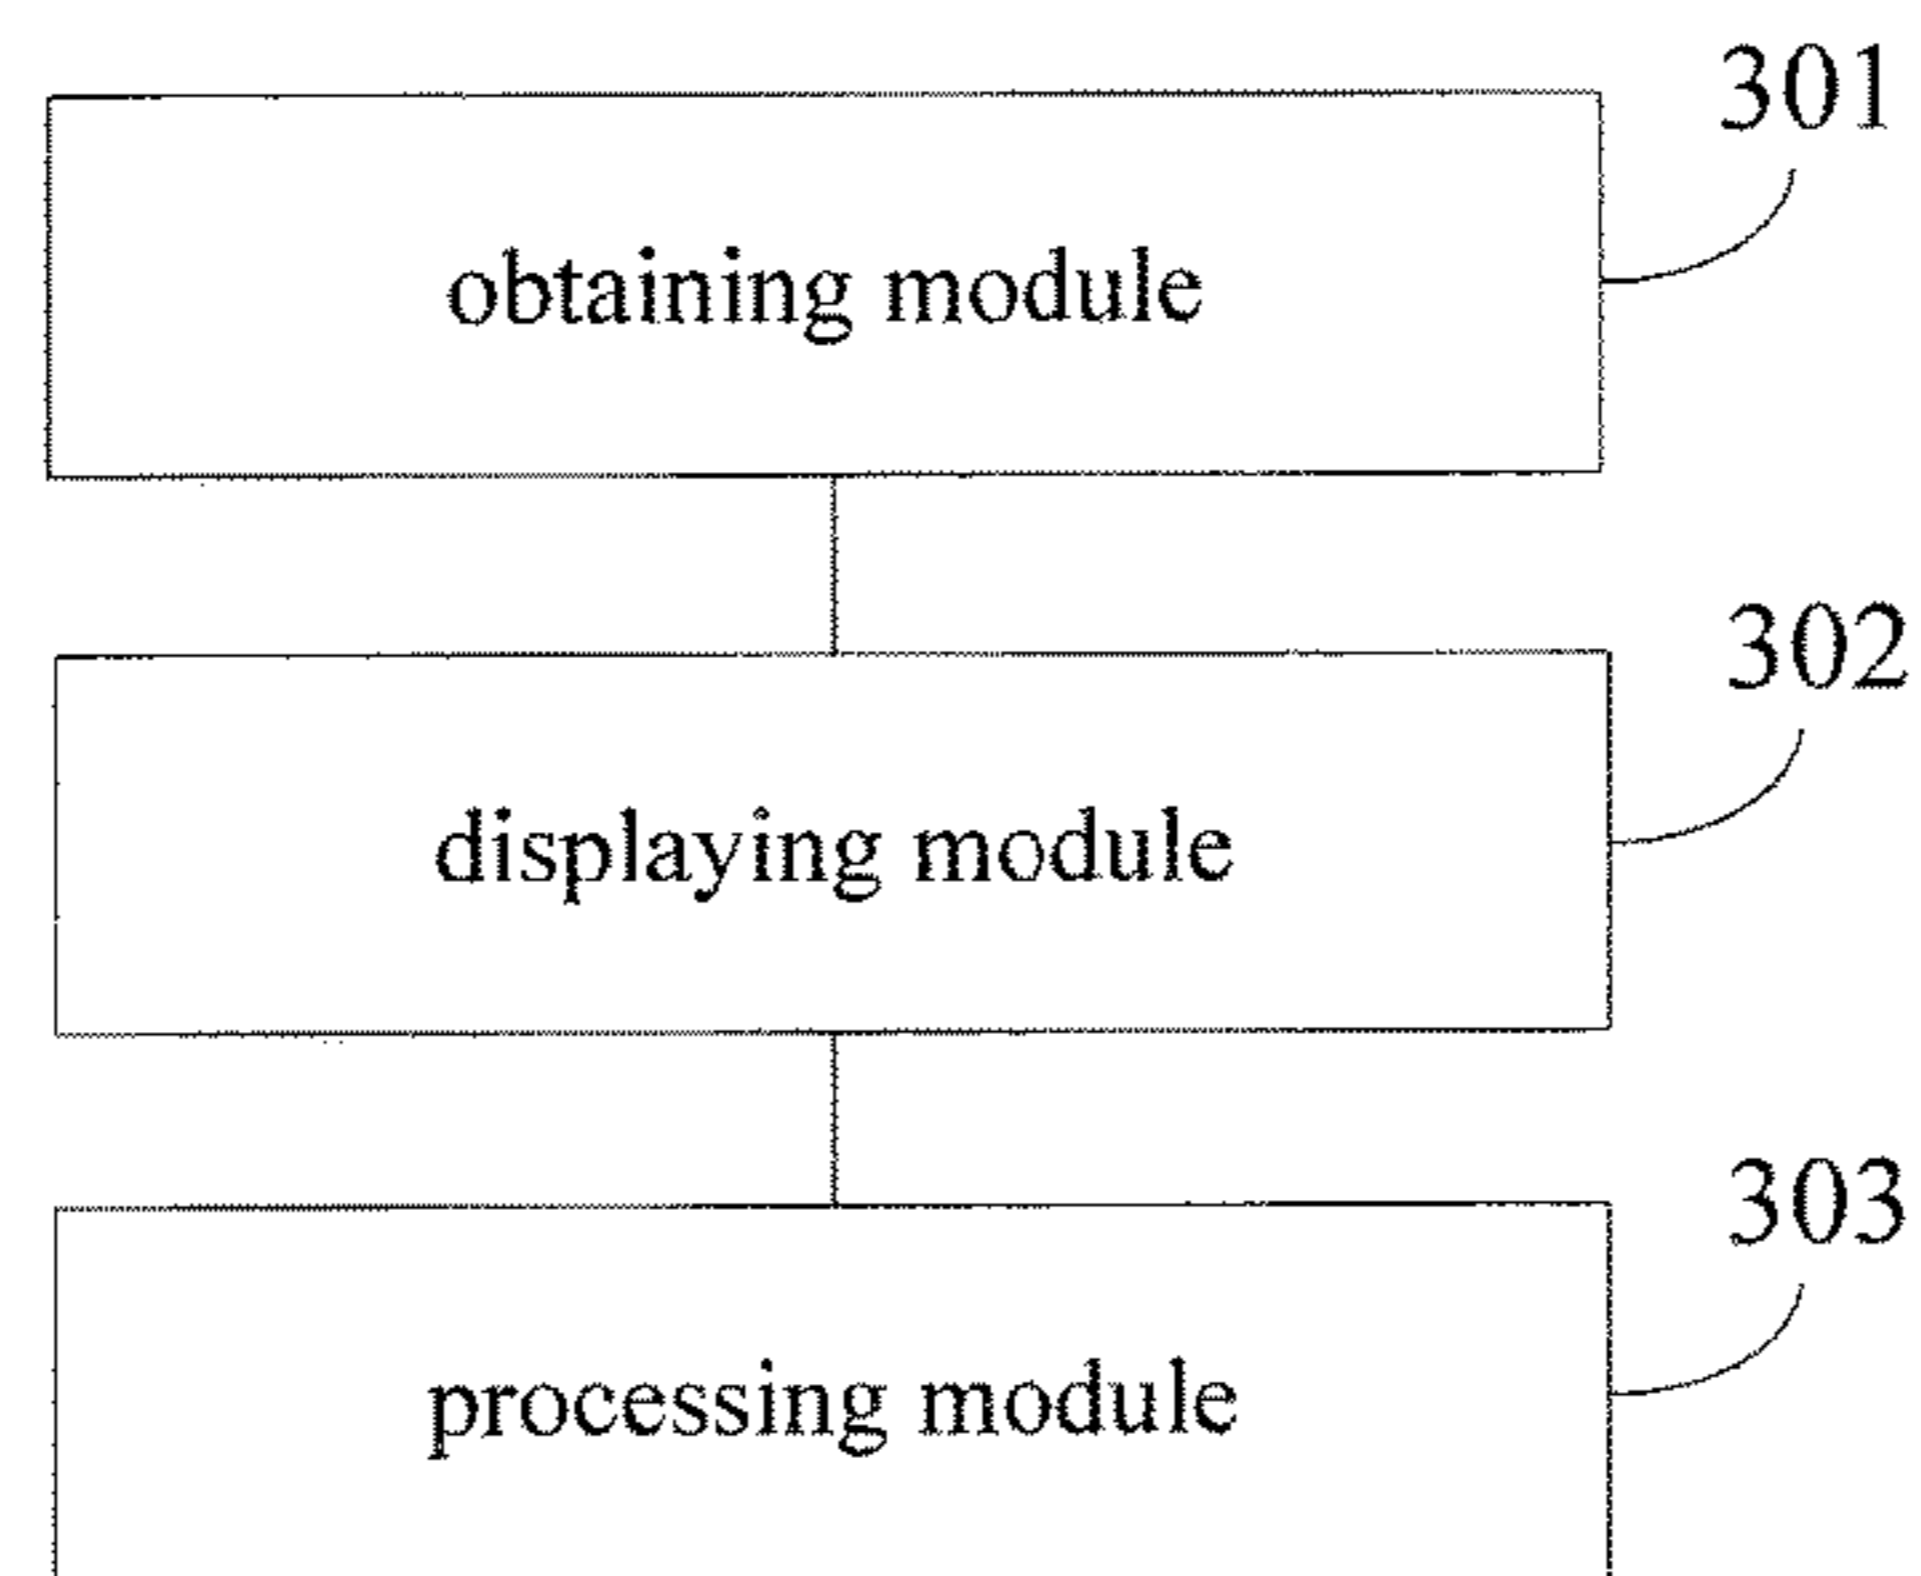 301
obtaining module
302
displaying module
303
processing module